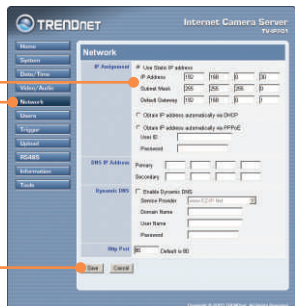 TRENDNET
Internet Camera Server
TV-IP201
Home
System
Date/Time
Video/Audio
Network
Users
Trigger
Upload
RS485
Information
Tools
Network
IP Assignment
Use Static IP address
IP Address 192 168 0 30
Subnet Mask 255 255 255 0
Default Gateway 192 168 0 1
Obtain IP address automatically via DHCP
Obtain IP address automatically via PPPoE
User ID
Password
DNS IP Address Primary
Secondary
Dynamic DNS Enable Dynamic DNS
Service Provider
Domain Name
User Name
Password
Http Port 80 Default is 80
Save Cancel